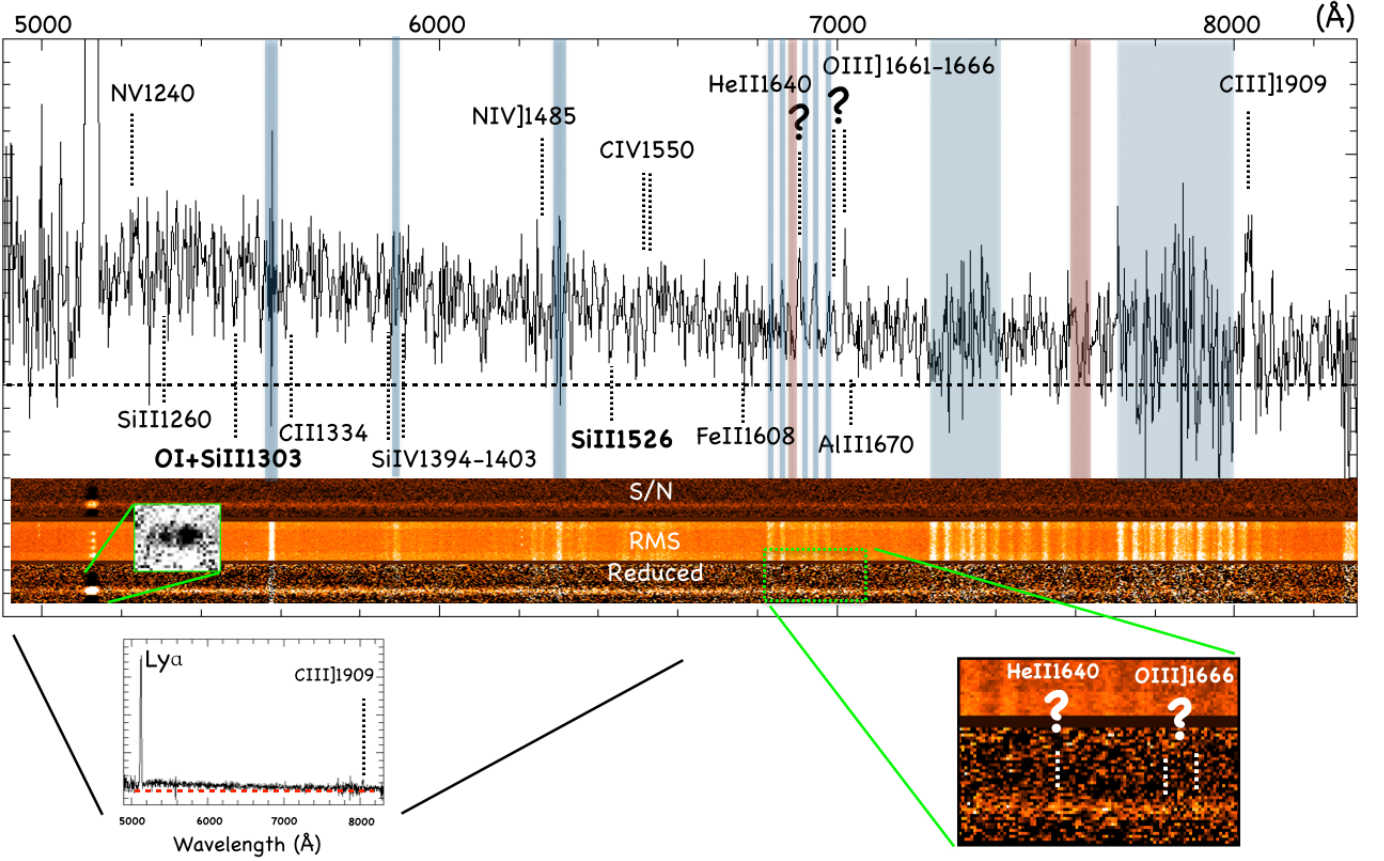 5000 6000 7000 8000 (Å)
NV1240
NIV]1485
CIV1550
HeII1640
OIII]1661-1666
CIII]1909
? ?
SiII1260
OI+SiII1303
CII1334
SiIV1394-1403
SiII1526
FeII1608
AlII1670
S/N
RMS
Reduced
Lyα
CIII]1909
5000 6000 7000 8000
Wavelength (Å)
HeII1640 OIII]1666
? ?